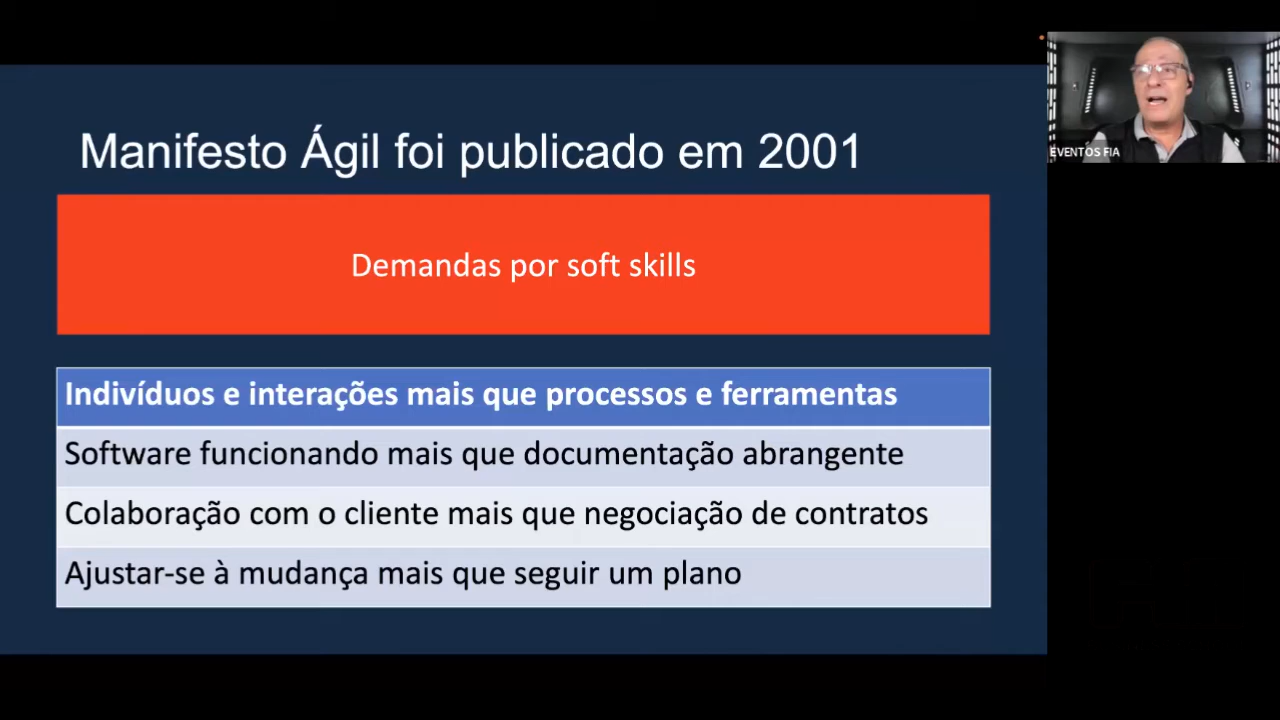 Manifesto Ágil foi publicado em 2001
Demandas por soft skills
Indivíduos e interações mais que processos e ferramentas
Software funcionando mais que documentação abrangente
Colaboração com o cliente mais que negociação de contratos
Ajustar-se à mudança mais que seguir um plano
EVENTOS FIA